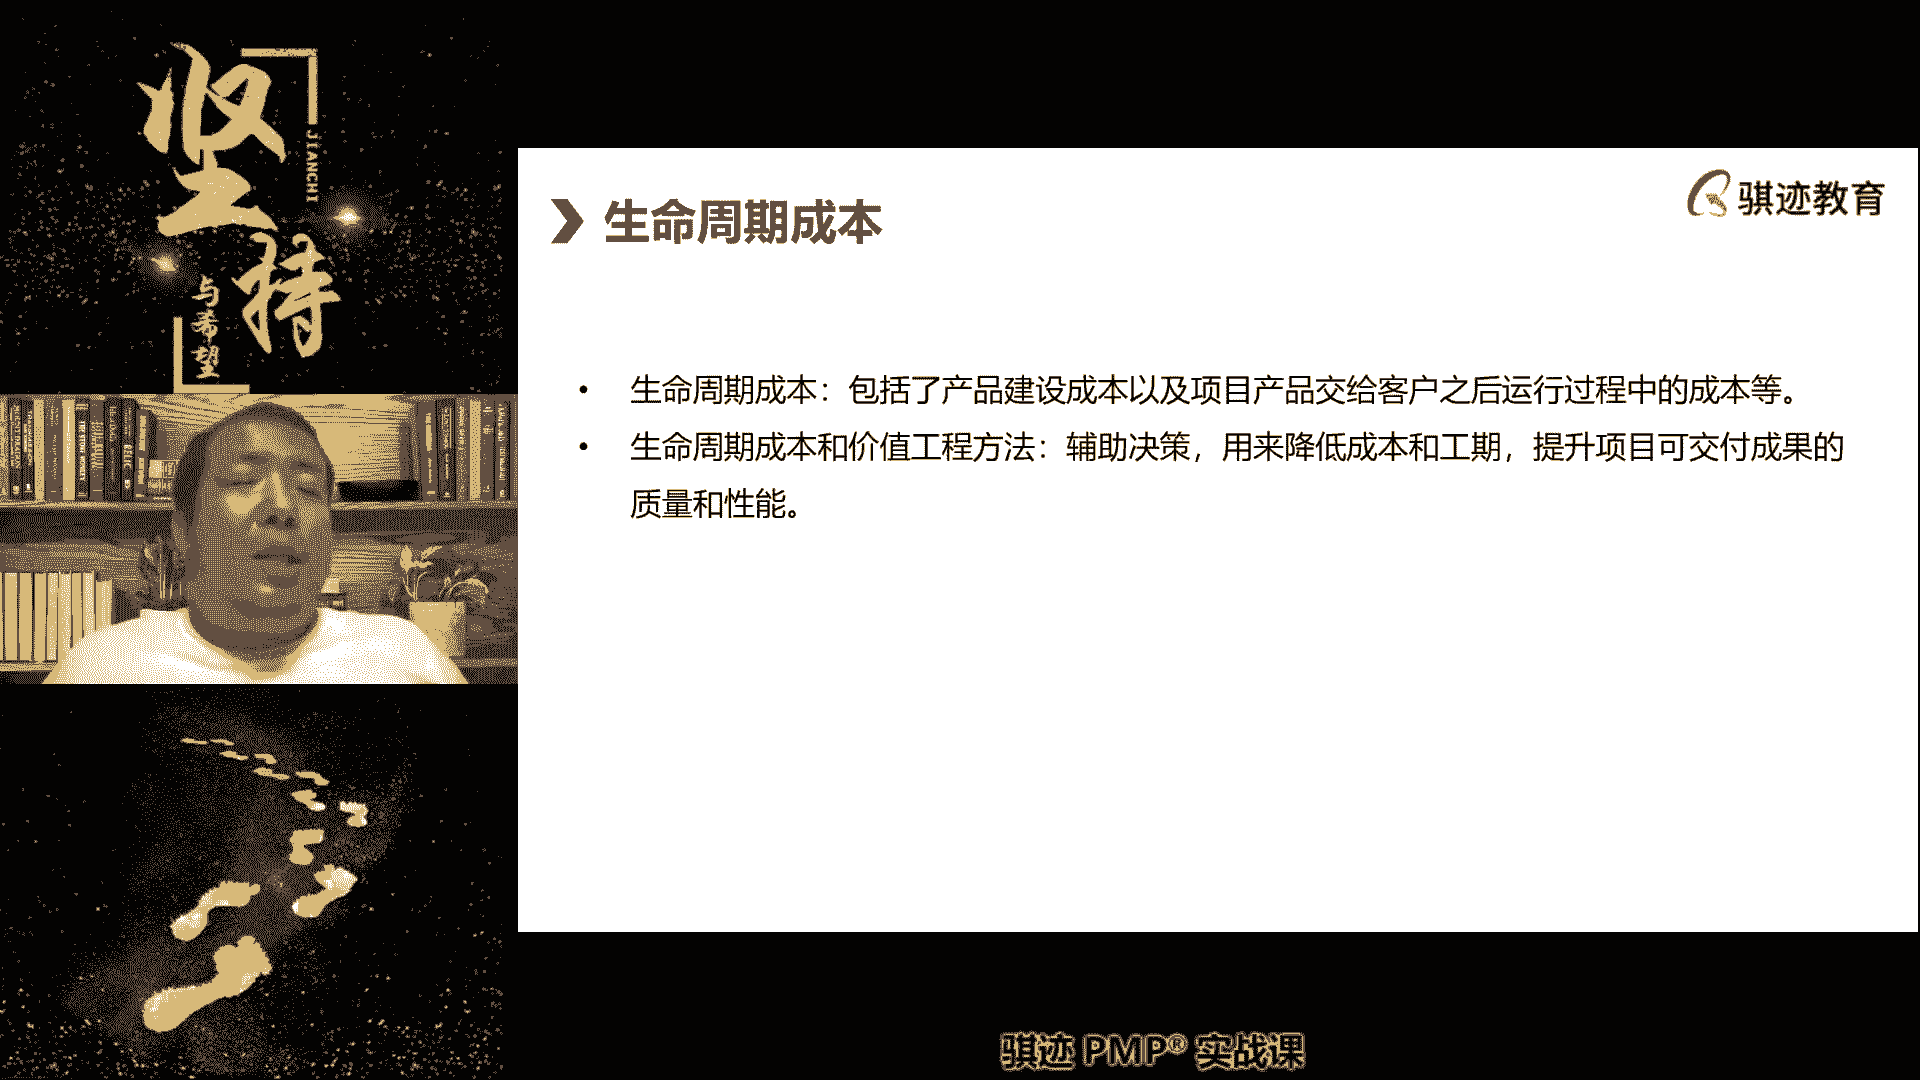 坚持
JIANCHI
与希望
骐迹教育
生命周期成本
• 生命周期成本：包括了产品建设成本以及项目产品交给客户之后运行过程中的成本等。
• 生命周期成本和价值工程方法：辅助决策，用来降低成本和工期，提升项目可交付成果的
质量和性能。
骐迹 PMP® 实战课